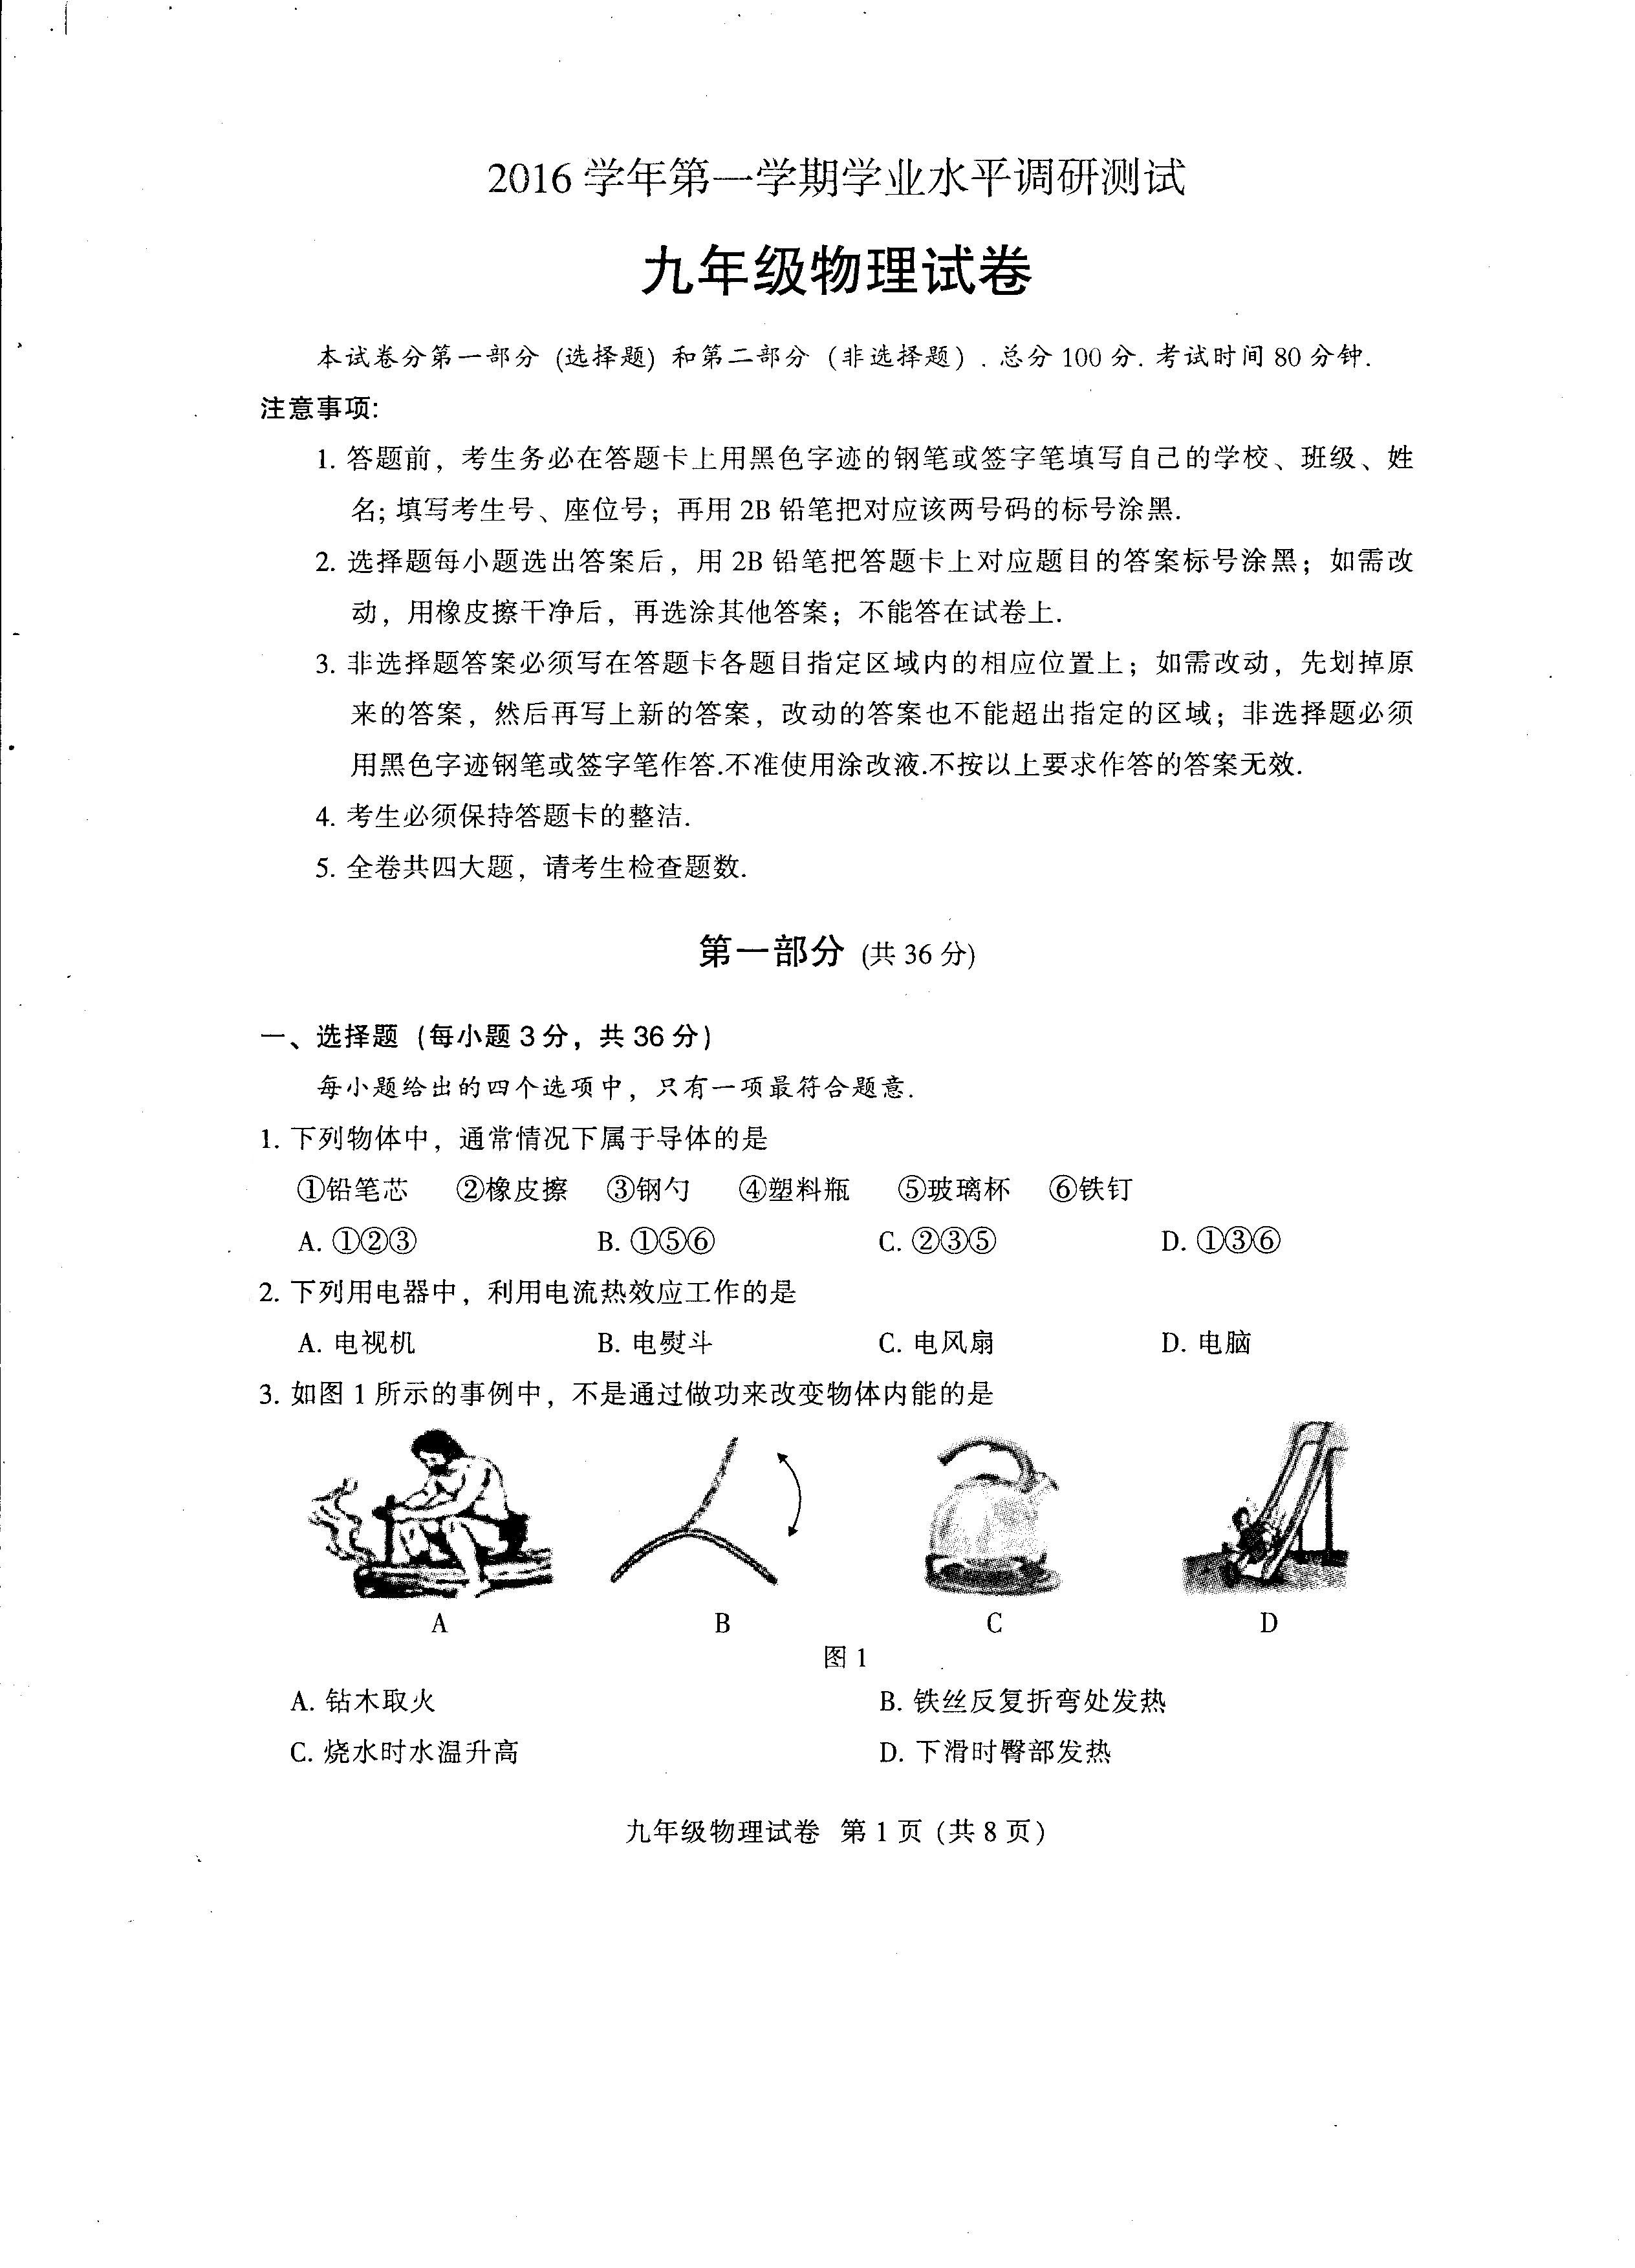 2016 学年第一学期学业水平调研测试
九年级物理试卷
本试卷分第一部分 (选择题) 和第二部分 (非选择题) . 总分 100 分. 考试时间 80 分钟.
注意事项:
1. 答题前，考生务必在答题卡上用黑色字迹的钢笔或签字笔填写自己的学校、班级、姓
名; 填写考生号、座位号；再用 2B 铅笔把对应该两号码的标号涂黑.
2. 选择题每小题选出答案后，用 2B 铅笔把答题卡上对应题目的答案标号涂黑；如需改
动，用橡皮擦干净后，再选涂其他答案；不能答在试卷上.
3. 非选择题答案必须写在答题卡各题目指定区域内的相应位置上；如需改动，先划掉原
来的答案，然后再写上新的答案，改动的答案也不能超出指定的区域；非选择题必须
用黑色字迹钢笔或签字笔作答.不准使用涂改液.不按以上要求作答的答案无效.
4. 考生必须保持答题卡的整洁.
5. 全卷共四大题，请考生检查题数.
第一部分 (共 36 分)
一、选择题 (每小题 3 分，共 36 分)
每小题给出的四个选项中，只有一项最符合题意.
1. 下列物体中，通常情况下属于导体的是
①铅笔芯 ②橡皮擦 ③钢勺 ④塑料瓶 ⑤玻璃杯 ⑥铁钉
A. ①②③ B. ①⑤⑥ C. ②③⑤ D. ①③⑥
2. 下列用电器中，利用电流热效应工作的是
A. 电视机 B. 电熨斗 C. 电风扇 D. 电脑
3. 如图 1 所示的事例中，不是通过做功来改变物体内能的是
A B C D
图 1
A. 钻木取火 B. 铁丝反复折弯处发热
C. 烧水时水温升高 D. 下滑时臀部发热
九年级物理试卷 第 1 页 (共 8 页)